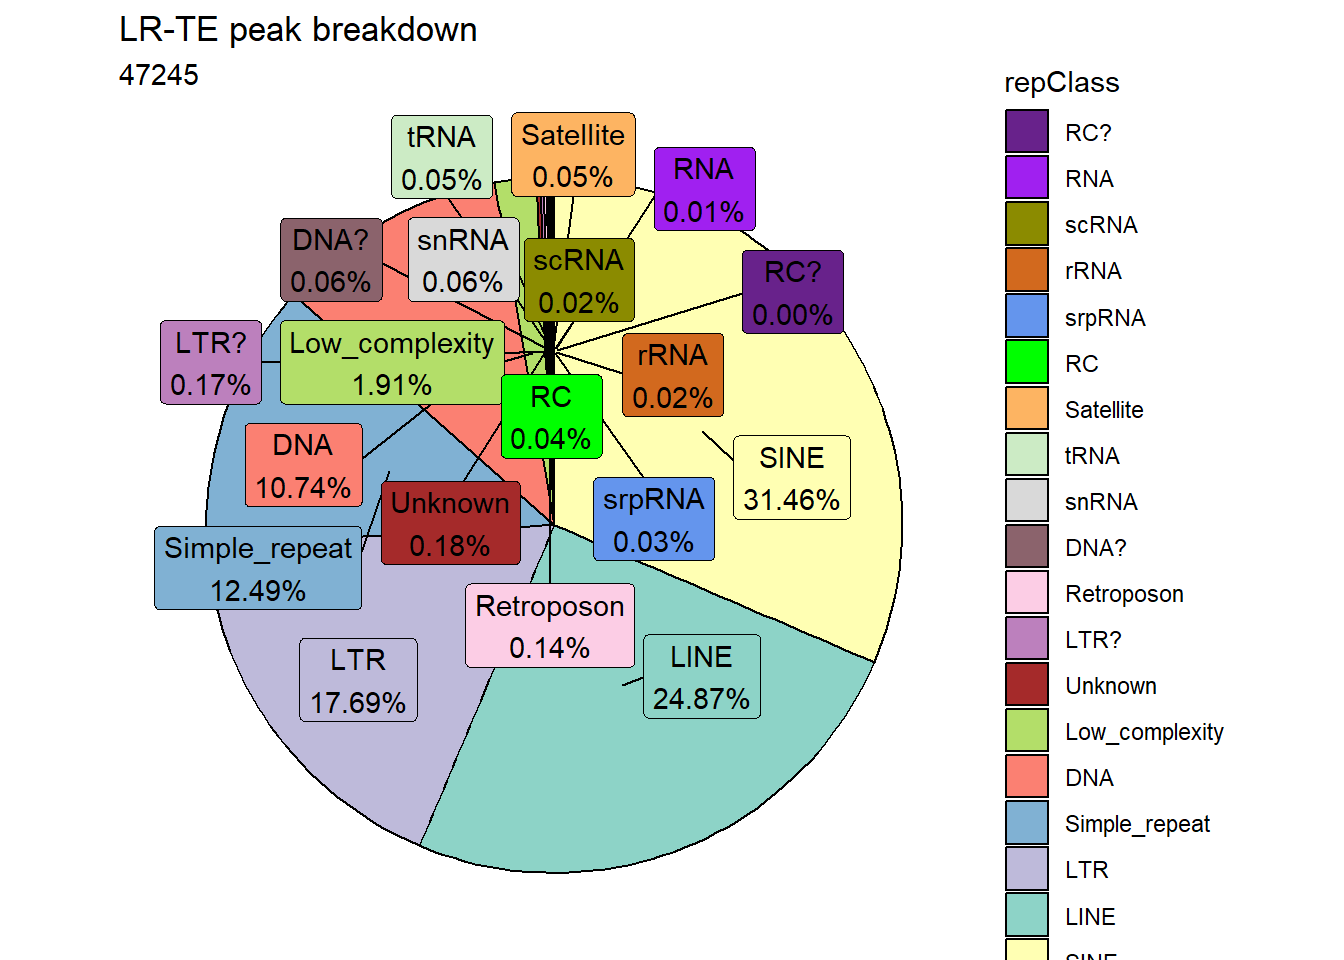 LR-TE peak breakdown
47245
tRNA
0.05%
Satellite
0.05%
RNA
0.01%
DNA?
0.06%
snRNA
0.06%
scRNA
0.02%
RC?
0.00%
LTR?
0.17%
Low_complexity
1.91%
rRNA
0.02%
RC
0.04%
DNA
10.74%
SINE
31.46%
Unknown
0.18%
srpRNA
0.03%
Simple_repeat
12.49%
Retroposon
0.14%
LTR
17.69%
LINE
24.87%
repClass
RC?
RNA
scRNA
rRNA
srpRNA
RC
Satellite
tRNA
snRNA
DNA?
Retroposon
LTR?
Unknown
Low_complexity
DNA
Simple_repeat
LTR
LINE
SINE